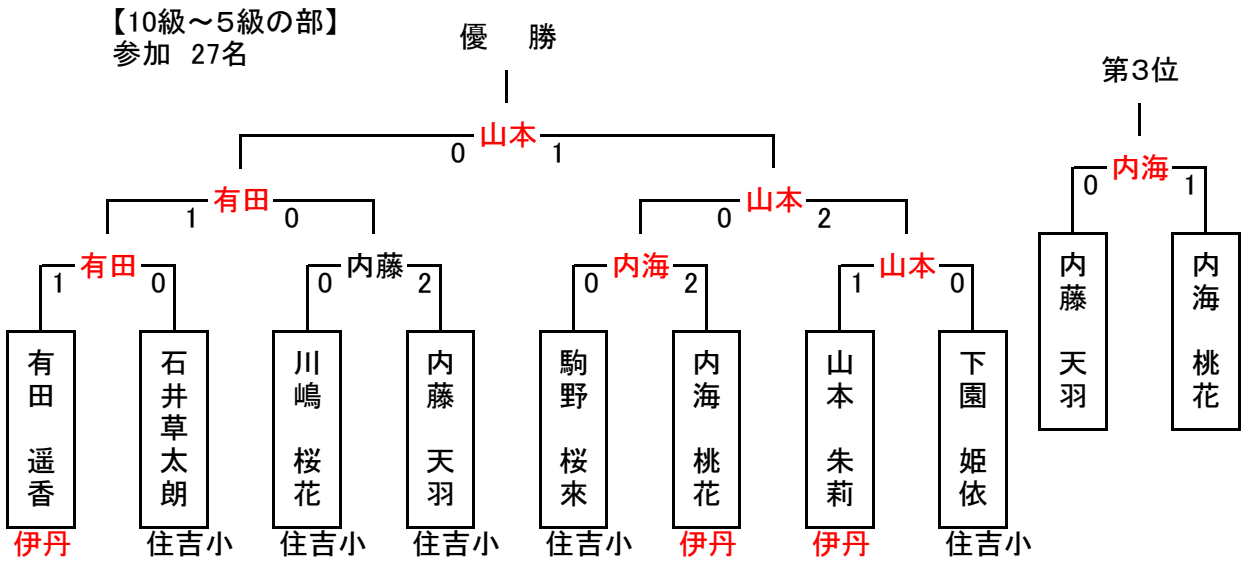 【10級～5級の部】
参加 27名
優 勝
第3位
山本
0 1
内海
0 1
有田
1 0
山本
0 2
有田
1 0
内藤
0 2
内海
0 2
山本
1 0
有田 遥香
石井草太朗
川嶋 桜花
内藤 天羽
駒野 桜來
内海 桃花
山本 朱莉
下園 姫依
内藤 天羽
内海 桃花
伊丹
住吉小
住吉小
住吉小
住吉小
伊丹
伊丹
住吉小